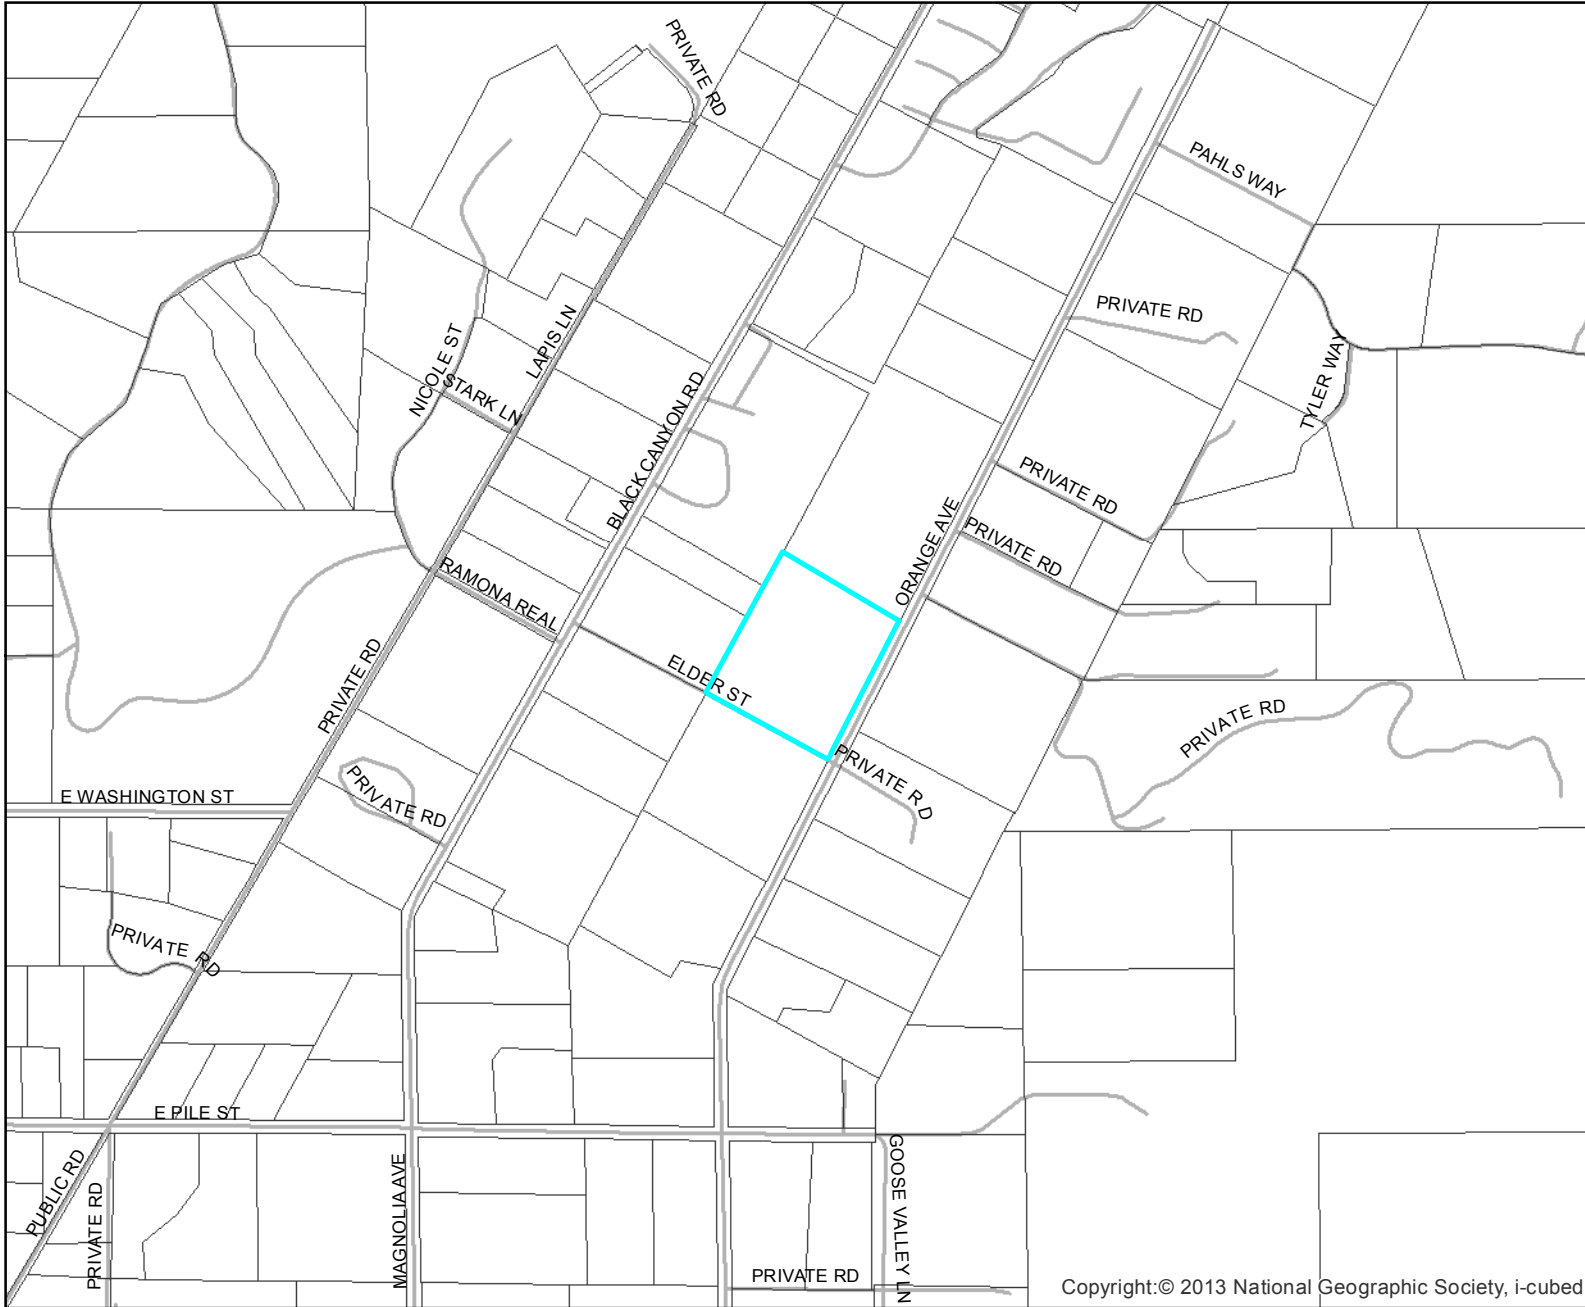 PRIVATE RD
PAHLS WAY
PRIVATE RD
LAPIS LN
NICOLE ST
STARK LN
TYLER WAY
BLACK CANYON RD
PRIVATE RD
ORANGE AVE
PRIVATE RD
RAMONA REAL
ELDER ST
PRIVATE RD
PRIVATE RD
PRIVATE RD
PRIVATE RD
E WASHINGTON ST
PRIVATE RD
E PILE ST
PUBLIC RD
PRIVATE RD
MAGNOLIA AVE
GOOSE VALLEY LN
PRIVATE RD
Copyright:© 2013 National Geographic Society, i-cubed